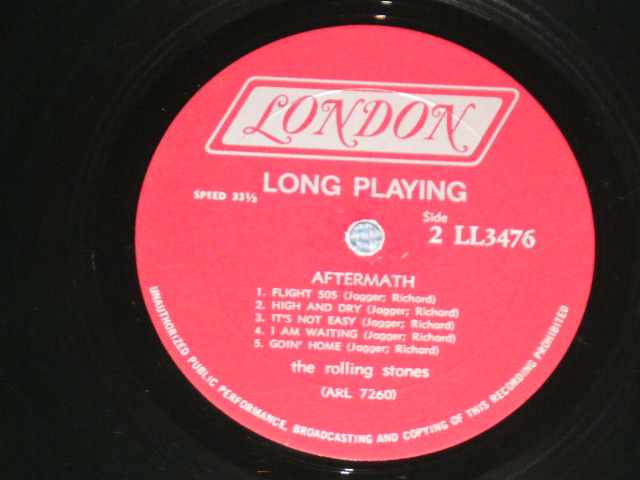 LONDON
LONG PLAYING
SPEED 33⅓
Side
2 LL3476
AFTERMATH
1. FLIGHT 505 (Jagger; Richard)
2. HIGH AND DRY (Jagger; Richard)
3. IT'S NOT EASY (Jagger; Richard)
4. I AM WAITING (Jagger; Richard)
5. GOIN' HOME (Jagger; Richard)
the rolling stones
(ARL 7260)
UNAUTHORIZED PUBLIC PERFORMANCE, BROADCASTING AND COPYING OF THIS RECORDING PROHIBITED